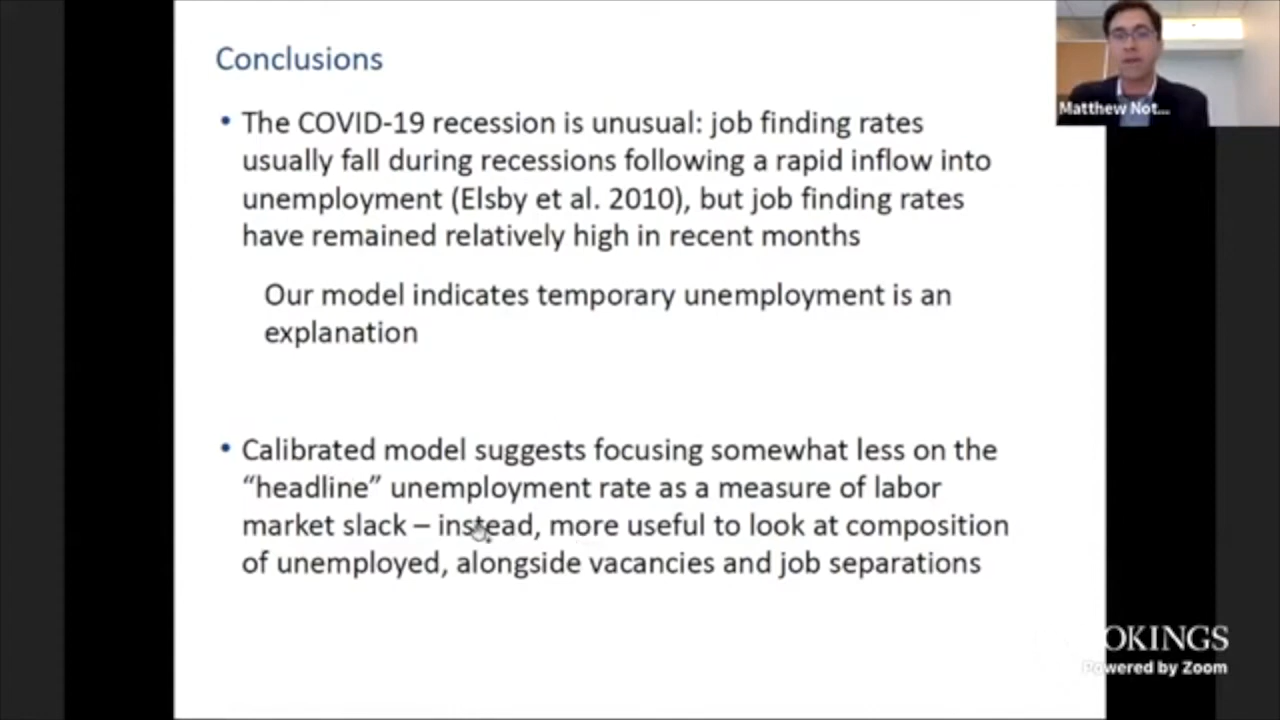 Conclusions
• The COVID-19 recession is unusual: job finding rates
usually fall during recessions following a rapid inflow into
unemployment (Elsby et al. 2010), but job finding rates
have remained relatively high in recent months
Our model indicates temporary unemployment is an
explanation
• Calibrated model suggests focusing somewhat less on the
“headline” unemployment rate as a measure of labor
market slack – instead, more useful to look at composition
of unemployed, alongside vacancies and job separations
Matthew Not...
OKINGS
Powered by Zoom